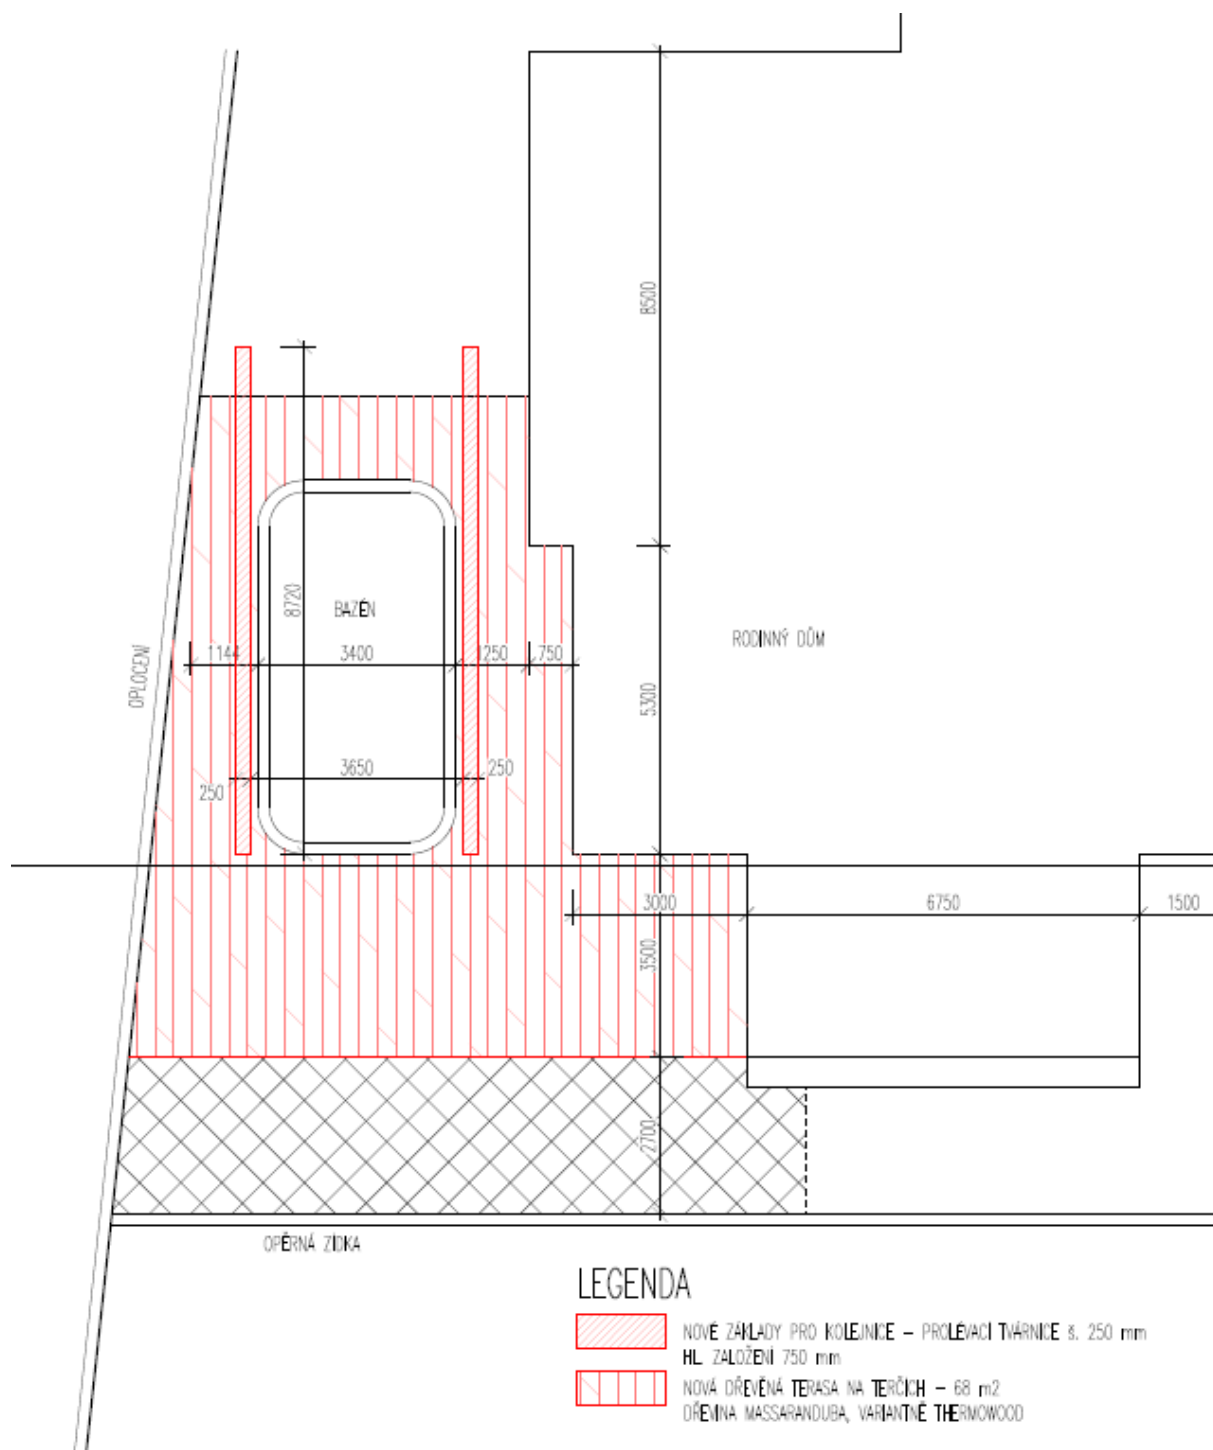 8500
8720
BAZÉN
RODINNÝ DŮM
OPLOCENÍ
1144
3400
1250
750
5300
3650
250
250
3000
6750
1500
3500
2700
OPĚRNÁ ZÍDKA
LEGENDA
NOVÉ ZÁKLADY PRO KOLEJNICE – PROLÉVACÍ TVÁRNICE š. 250 mm
HL. ZALOŽENÍ 750 mm
NOVÁ DŘEVĚNÁ TERASA NA TERČÍCH – 68 m2
DŘEVINA MASSARANDUBA, VARIANTNĚ THERMOWOOD